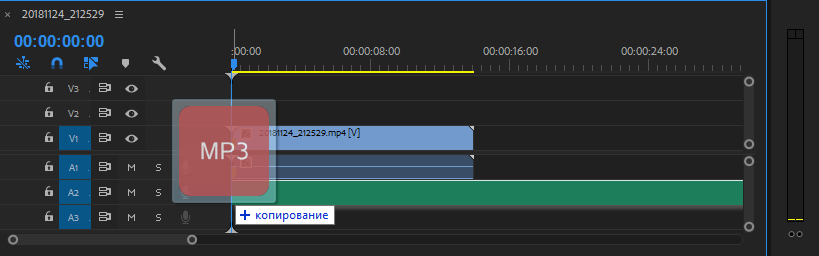 20181124_212529
00:00:00:00
:00:00
00:00:08:00
00:00:16:00
00:00:24:00
V3
V2
V1
20181124_212529.mp4 [V]
MP3
A1 M
A2 M S
A3 M S
+ копирование